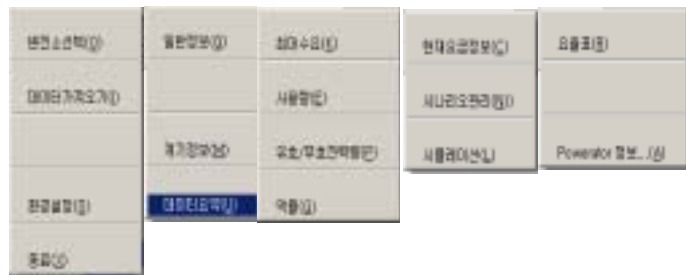 변전소선택(O)
데이터가져오기(I)
환경설정(S)
종료(X)
일반정보(G)
계기정보(M)
데이터요약(U)
최대수요(K)
사용량(E)
유효/무효전력량(P)
역률(Q)
현재요금정보(C)
시나리오관리(N)
시뮬레이션(L)
요율표(R)
Powerator 정보...(A)